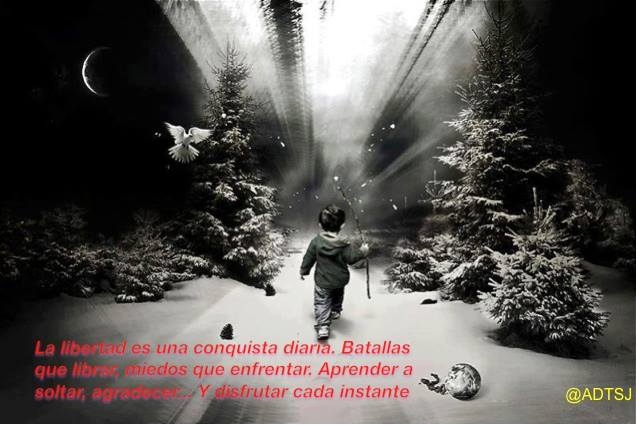 La libertad es una conquista diaria. Batallas
que librar, miedos que enfrentar. Aprender a
soltar, agradecer... Y disfrutar cada instante
@ADTSJ